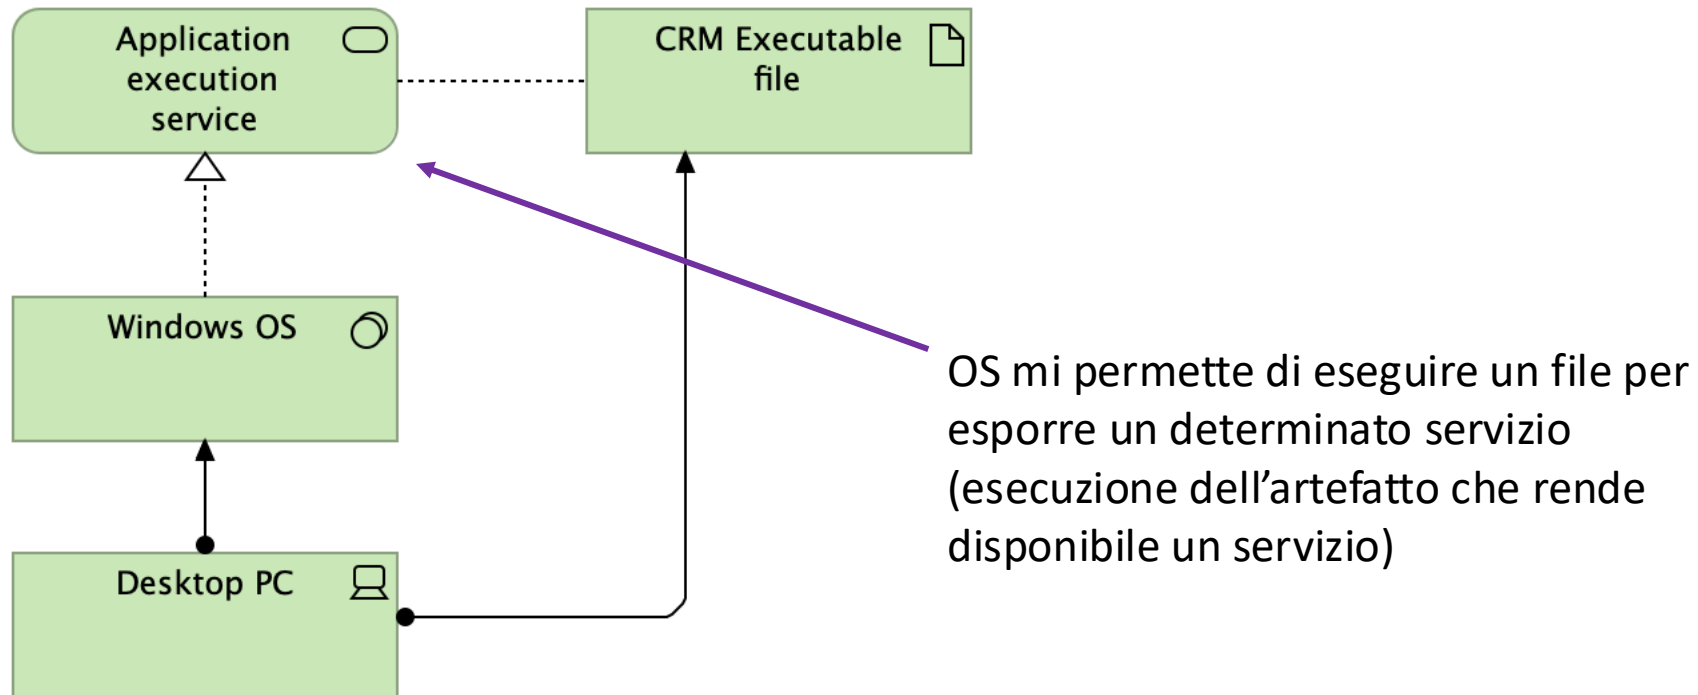 Application
execution
service
CRM Executable
file
Windows OS
OS mi permette di eseguire un file per
esporre un determinato servizio
(esecuzione dell’artefatto che rende
disponibile un servizio)
Desktop PC